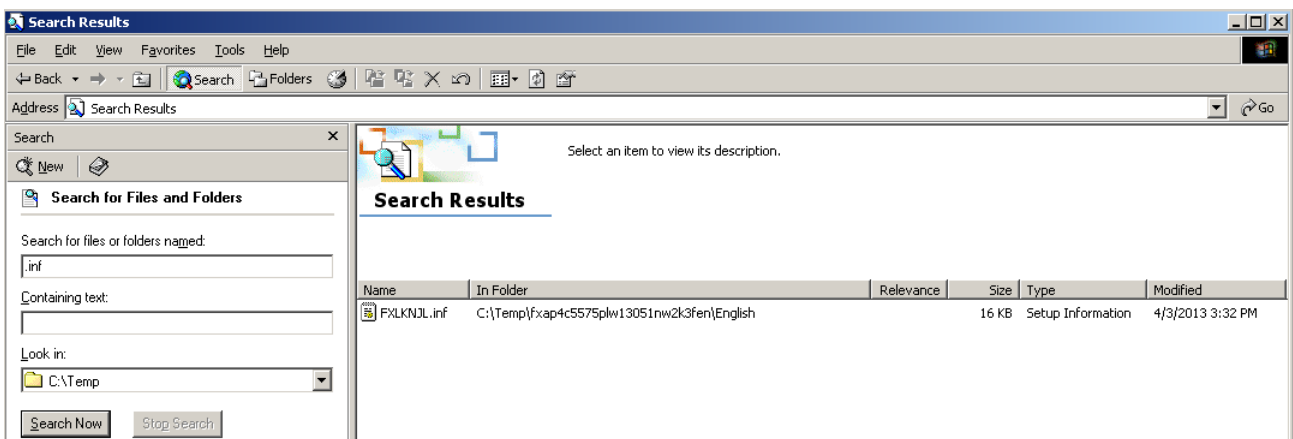 Search Results
File Edit View Favorites Tools Help
Back Search Folders
Address Search Results Go
Search
New
Search for Files and Folders
Search for files or folders named:
.inf
Containing text:
Look in:
C:\Temp
Search Now Stop Search
Select an item to view its description.
Search Results
Name In Folder Relevance Size Type Modified
FXLKNJL.inf C:\Temp\fxap4c5575plw13051nw2k3fen\English 16 KB Setup Information 4/3/2013 3:32 PM